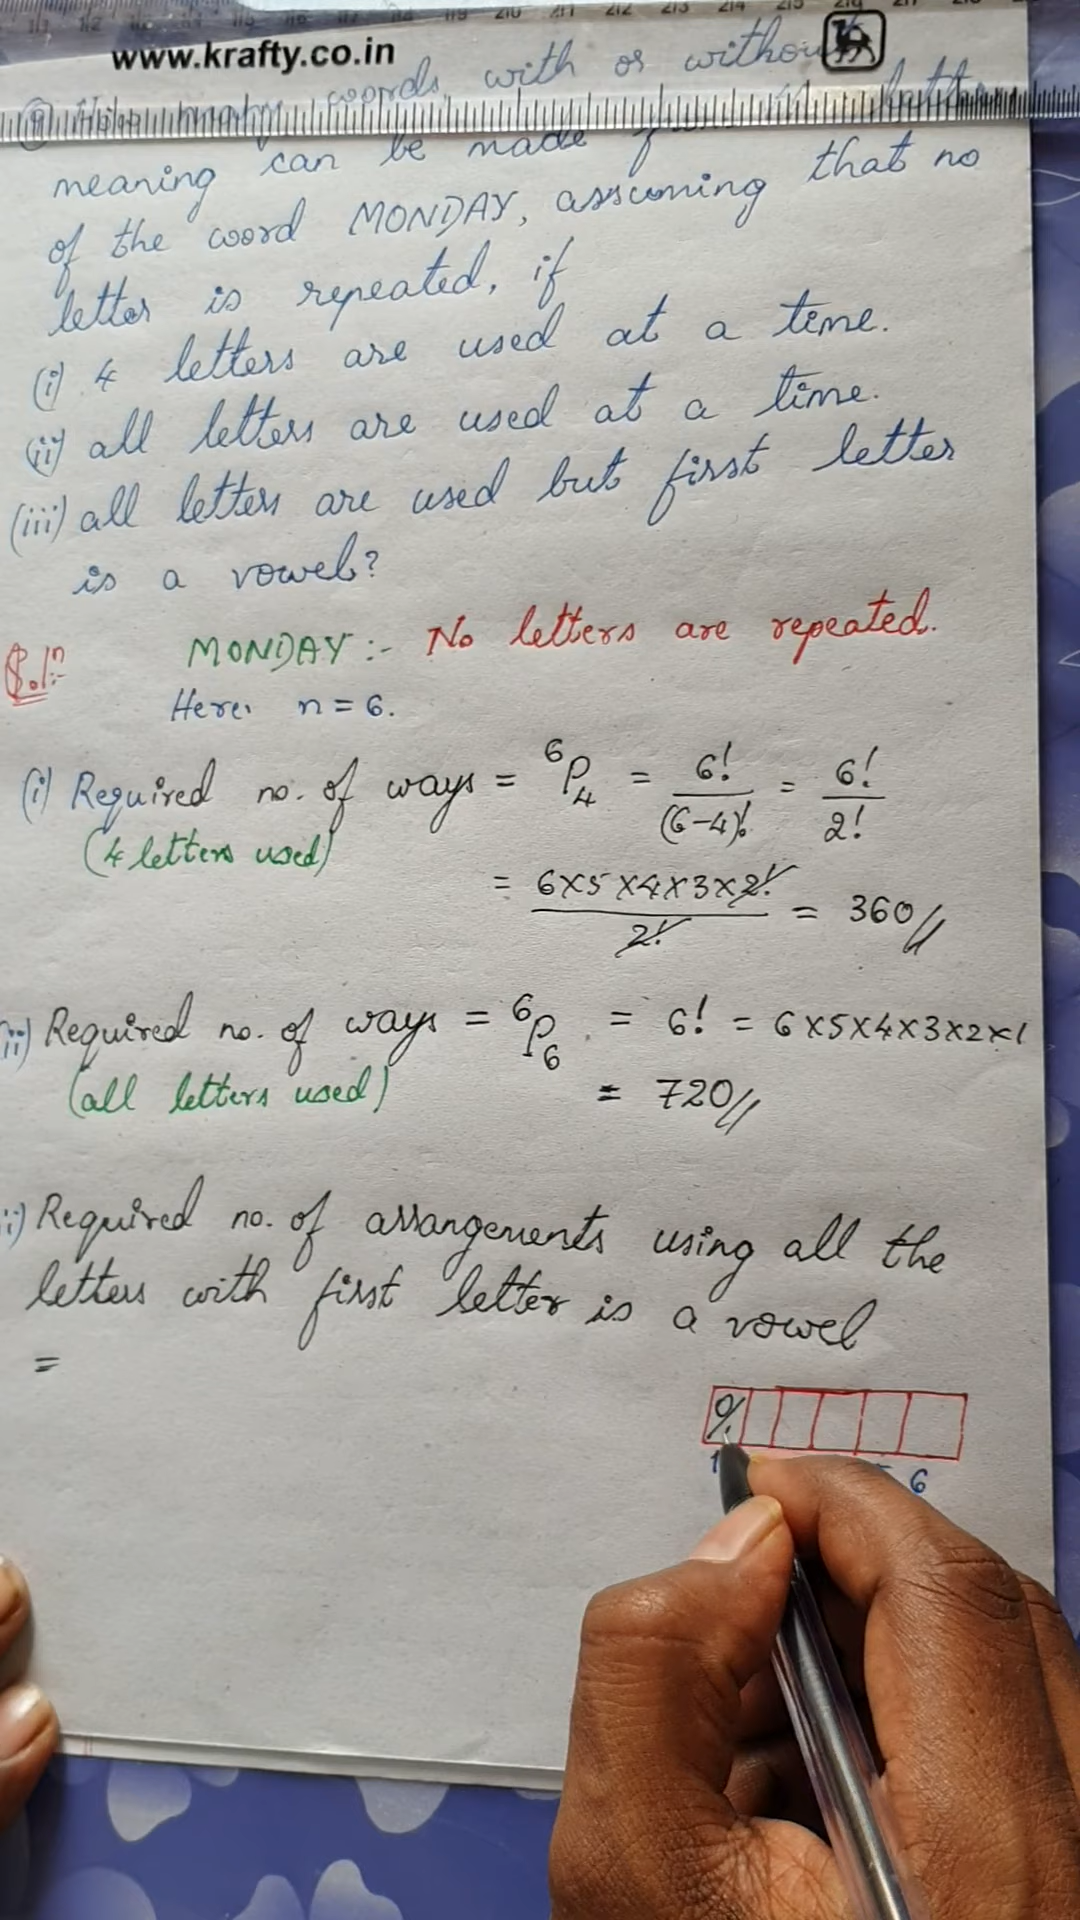 www.krafty.co.in
many words, with or without
meaning can be made
of the word MONDAY, assuming that no
letter is repeated, if
(i) 4 letters are used at a time.
(ii) all letters are used at a time.
(iii) all letters are used but first letter
is a vowel?
Sol:- MONDAY :- No letters are repeated.
Here, n = 6.
(i) Required no. of ways = ⁶P₄ = 6!/(6-4)! = 6!/2!
(4 letters used)
= 6×5×4×3×2!/2! = 360//
Required no. of ways = ⁶P₆ = 6! = 6×5×4×3×2×1
(all letters used) = 720//
Required no. of arrangements using all the
letters with first letter is a vowel
=
1 6